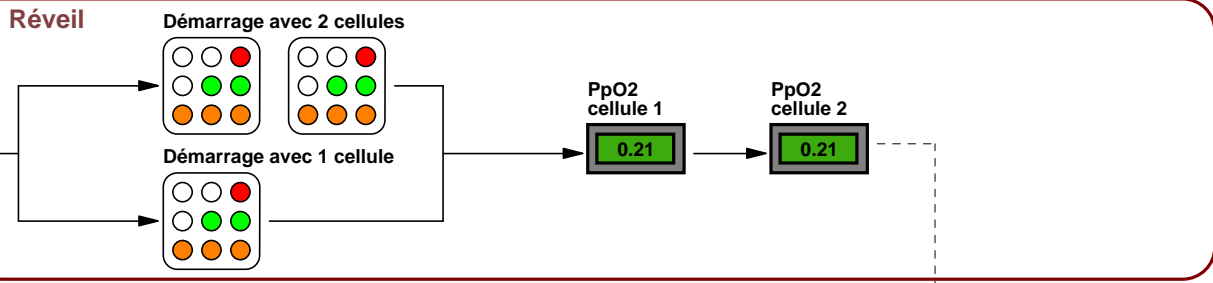 Réveil
Démarrage avec 2 cellules
Démarrage avec 1 cellule
PpO2
cellule 1
0.21
PpO2
cellule 2
0.21